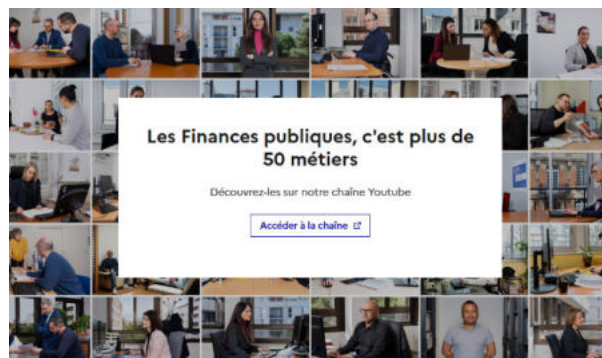 Les Finances publiques, c'est plus de
50 métiers
Découvrez-les sur notre chaîne Youtube
Accéder à la chaîne